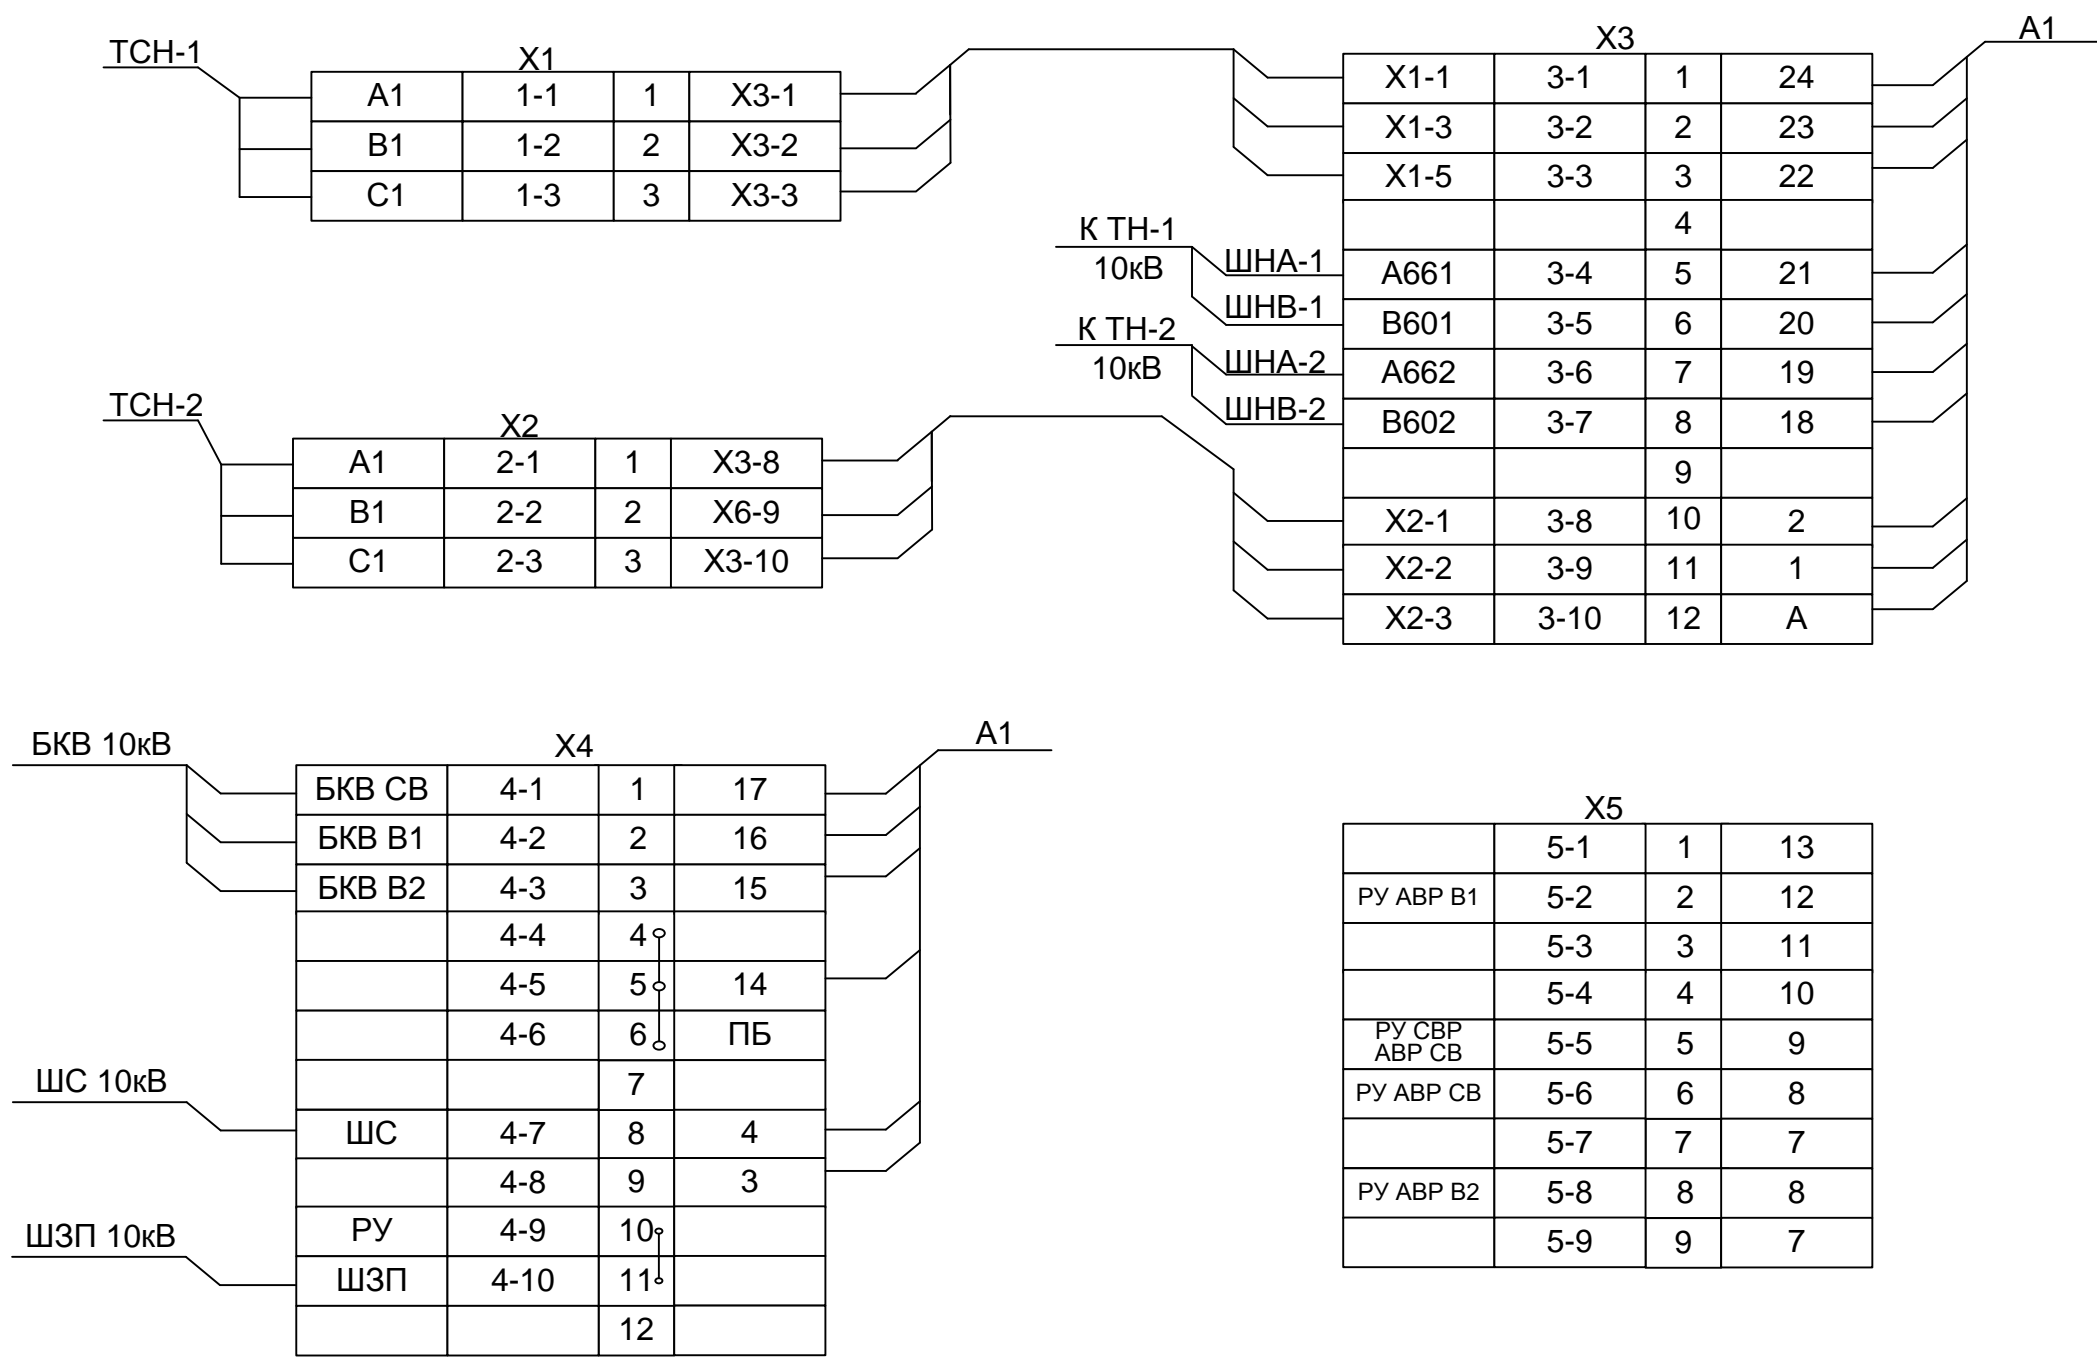 ТСН-1
X1
A1 1-1 1 X3-1
B1 1-2 2 X3-2
C1 1-3 3 X3-3
ТСН-2
X2
A1 2-1 1 X3-8
B1 2-2 2 X6-9
C1 2-3 3 X3-10
X3
A1
X1-1 3-1 1 24
X1-3 3-2 2 23
X1-5 3-3 3 22
4
К ТН-1
10кВ
ШНА-1
ШНВ-1
К ТН-2
10кВ
ШНА-2
ШНВ-2
A661 3-4 5 21
B601 3-5 6 20
A662 3-6 7 19
B602 3-7 8 18
9
X2-1 3-8 10 2
X2-2 3-9 11 1
X2-3 3-10 12 A
БКВ 10кВ
X4
A1
БКВ СВ 4-1 1 17
БКВ В1 4-2 2 16
БКВ В2 4-3 3 15
4-4 4
4-5 5 14
4-6 6 ПБ
7
ШС 10кВ
ШС 4-7 8 4
4-8 9 3
ШЗП 10кВ
РУ 4-9 10
ШЗП 4-10 11
12
X5
5-1 1 13
РУ АВР В1 5-2 2 12
5-3 3 11
5-4 4 10
РУ СВР
АВР СВ 5-5 5 9
РУ АВР СВ 5-6 6 8
5-7 7 7
РУ АВР В2 5-8 8 8
5-9 9 7